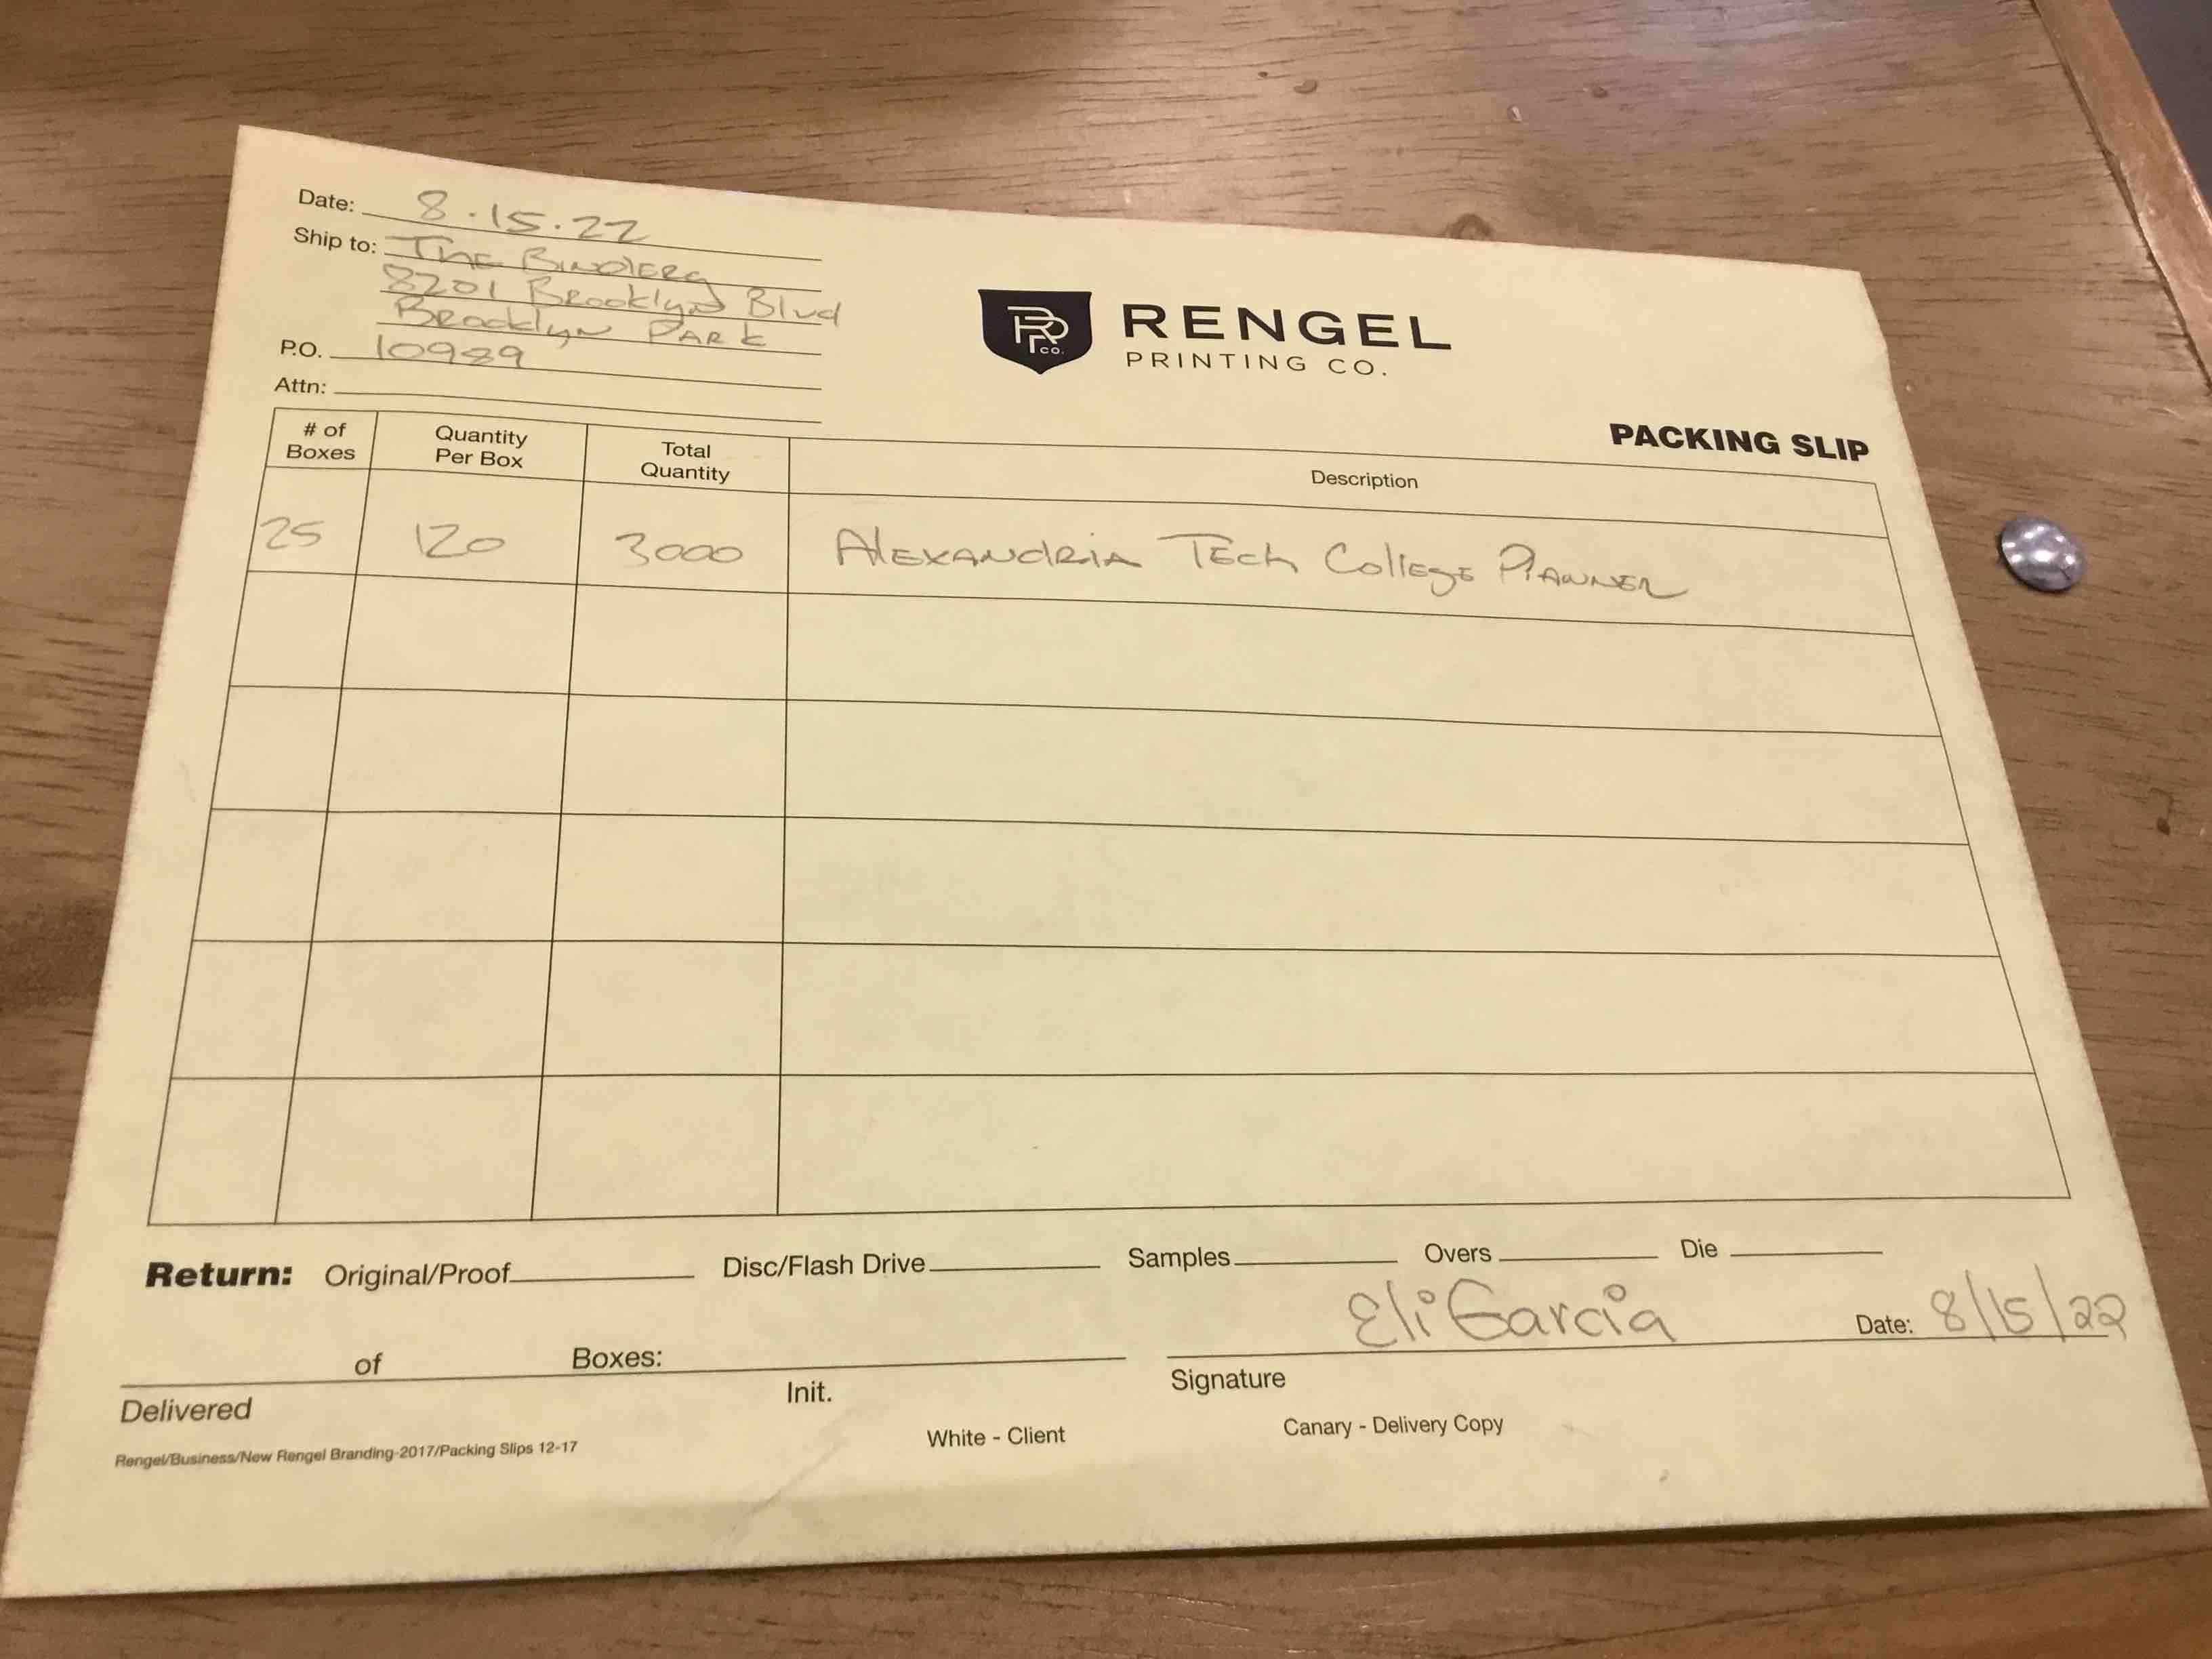 Date: 8.15.22
Ship to: The Bindery
8201 Brooklyn Blvd
Brooklyn Park
P.O. 10989
Attn:
PR
P CO.
RENGEL
PRINTING CO.
PACKING SLIP
# of Boxes Quantity Per Box Total Quantity Description
25 120 3000 Alexandria Tech College Planner
Return: Original/Proof Disc/Flash Drive Samples Overs Die
Eli Garcia Date: 8/15/22
of Boxes:
Delivered Init. Signature
White - Client Canary - Delivery Copy
Rengel/Business/New Rengel Branding-2017/Packing Slips 12-17